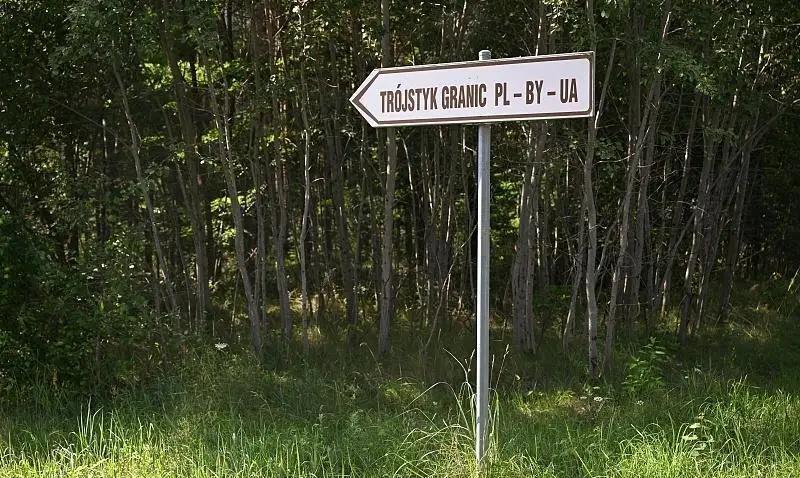 TRÓJSTYK GRANIC PL – BY – UA